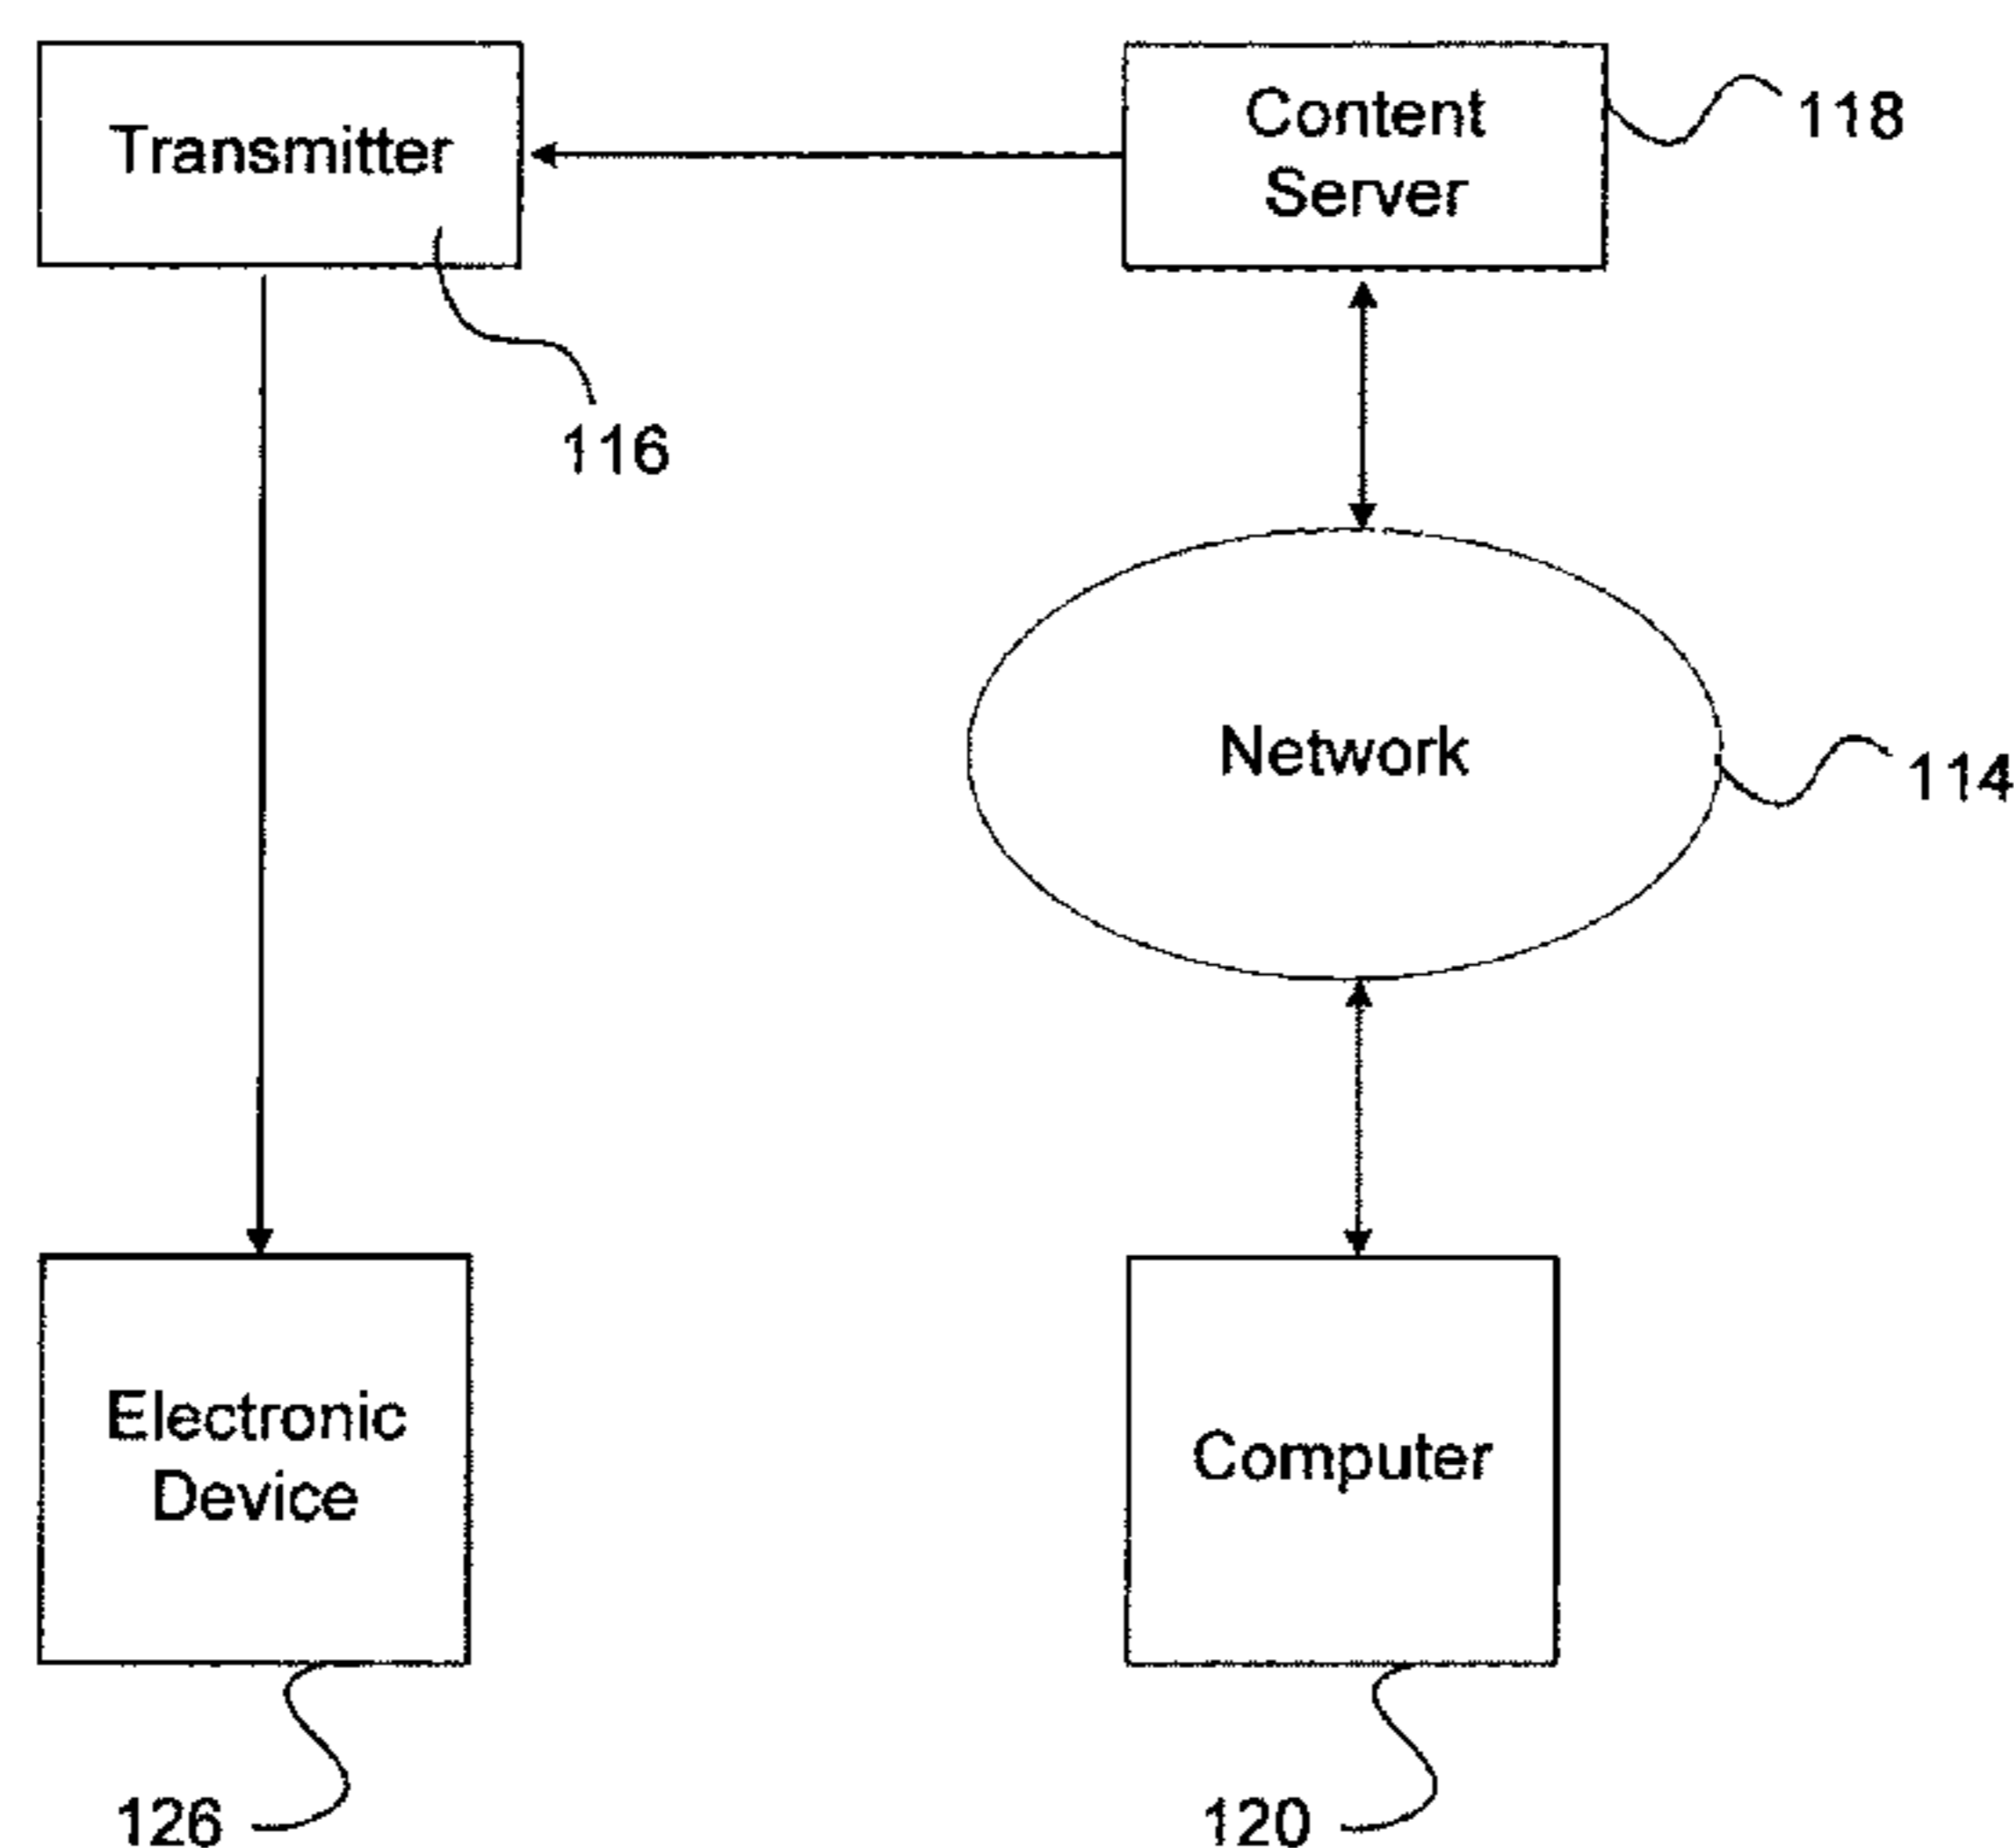 Transmitter
Content
Server
118
116
Network
114
Electronic
Device
Computer
126
120